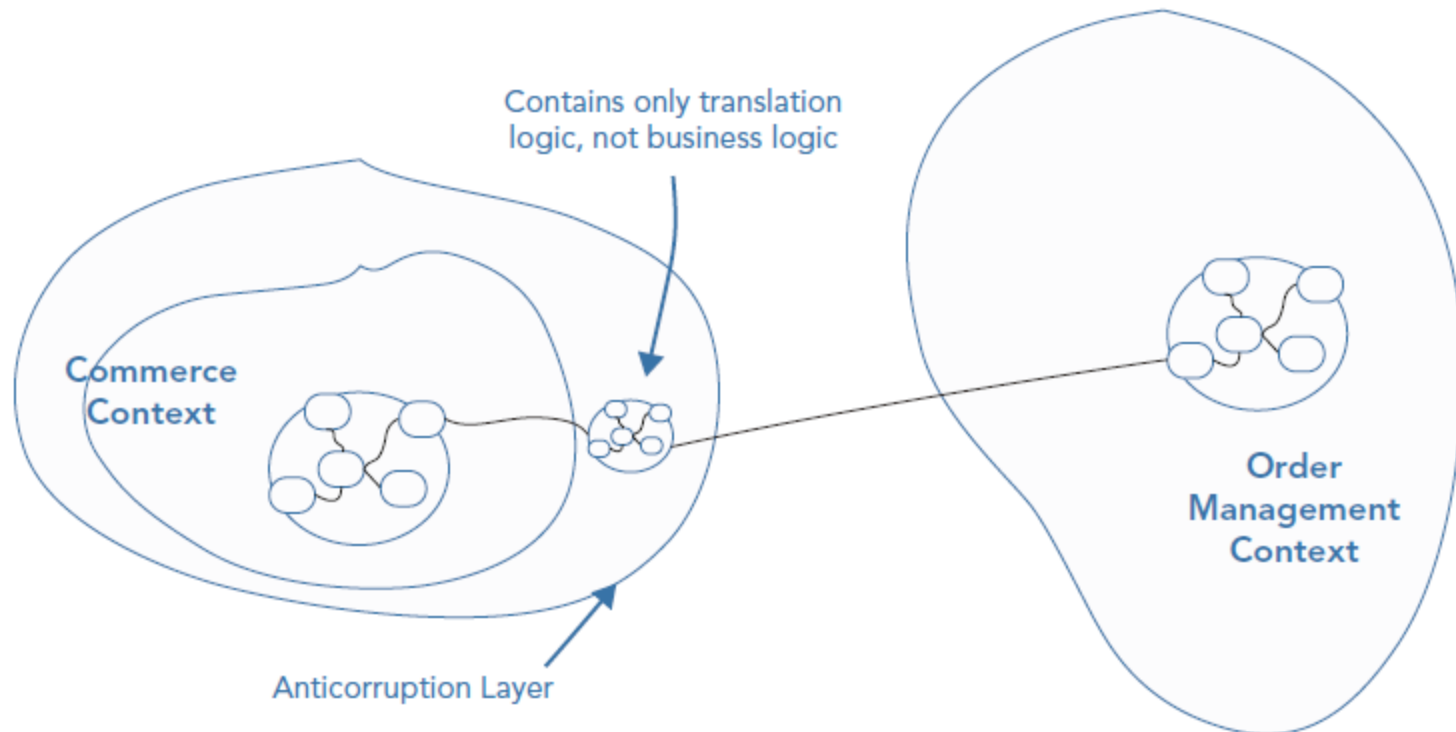 Contains only translation
logic, not business logic
Commerce
Context
Order
Management
Context
Anticorruption Layer